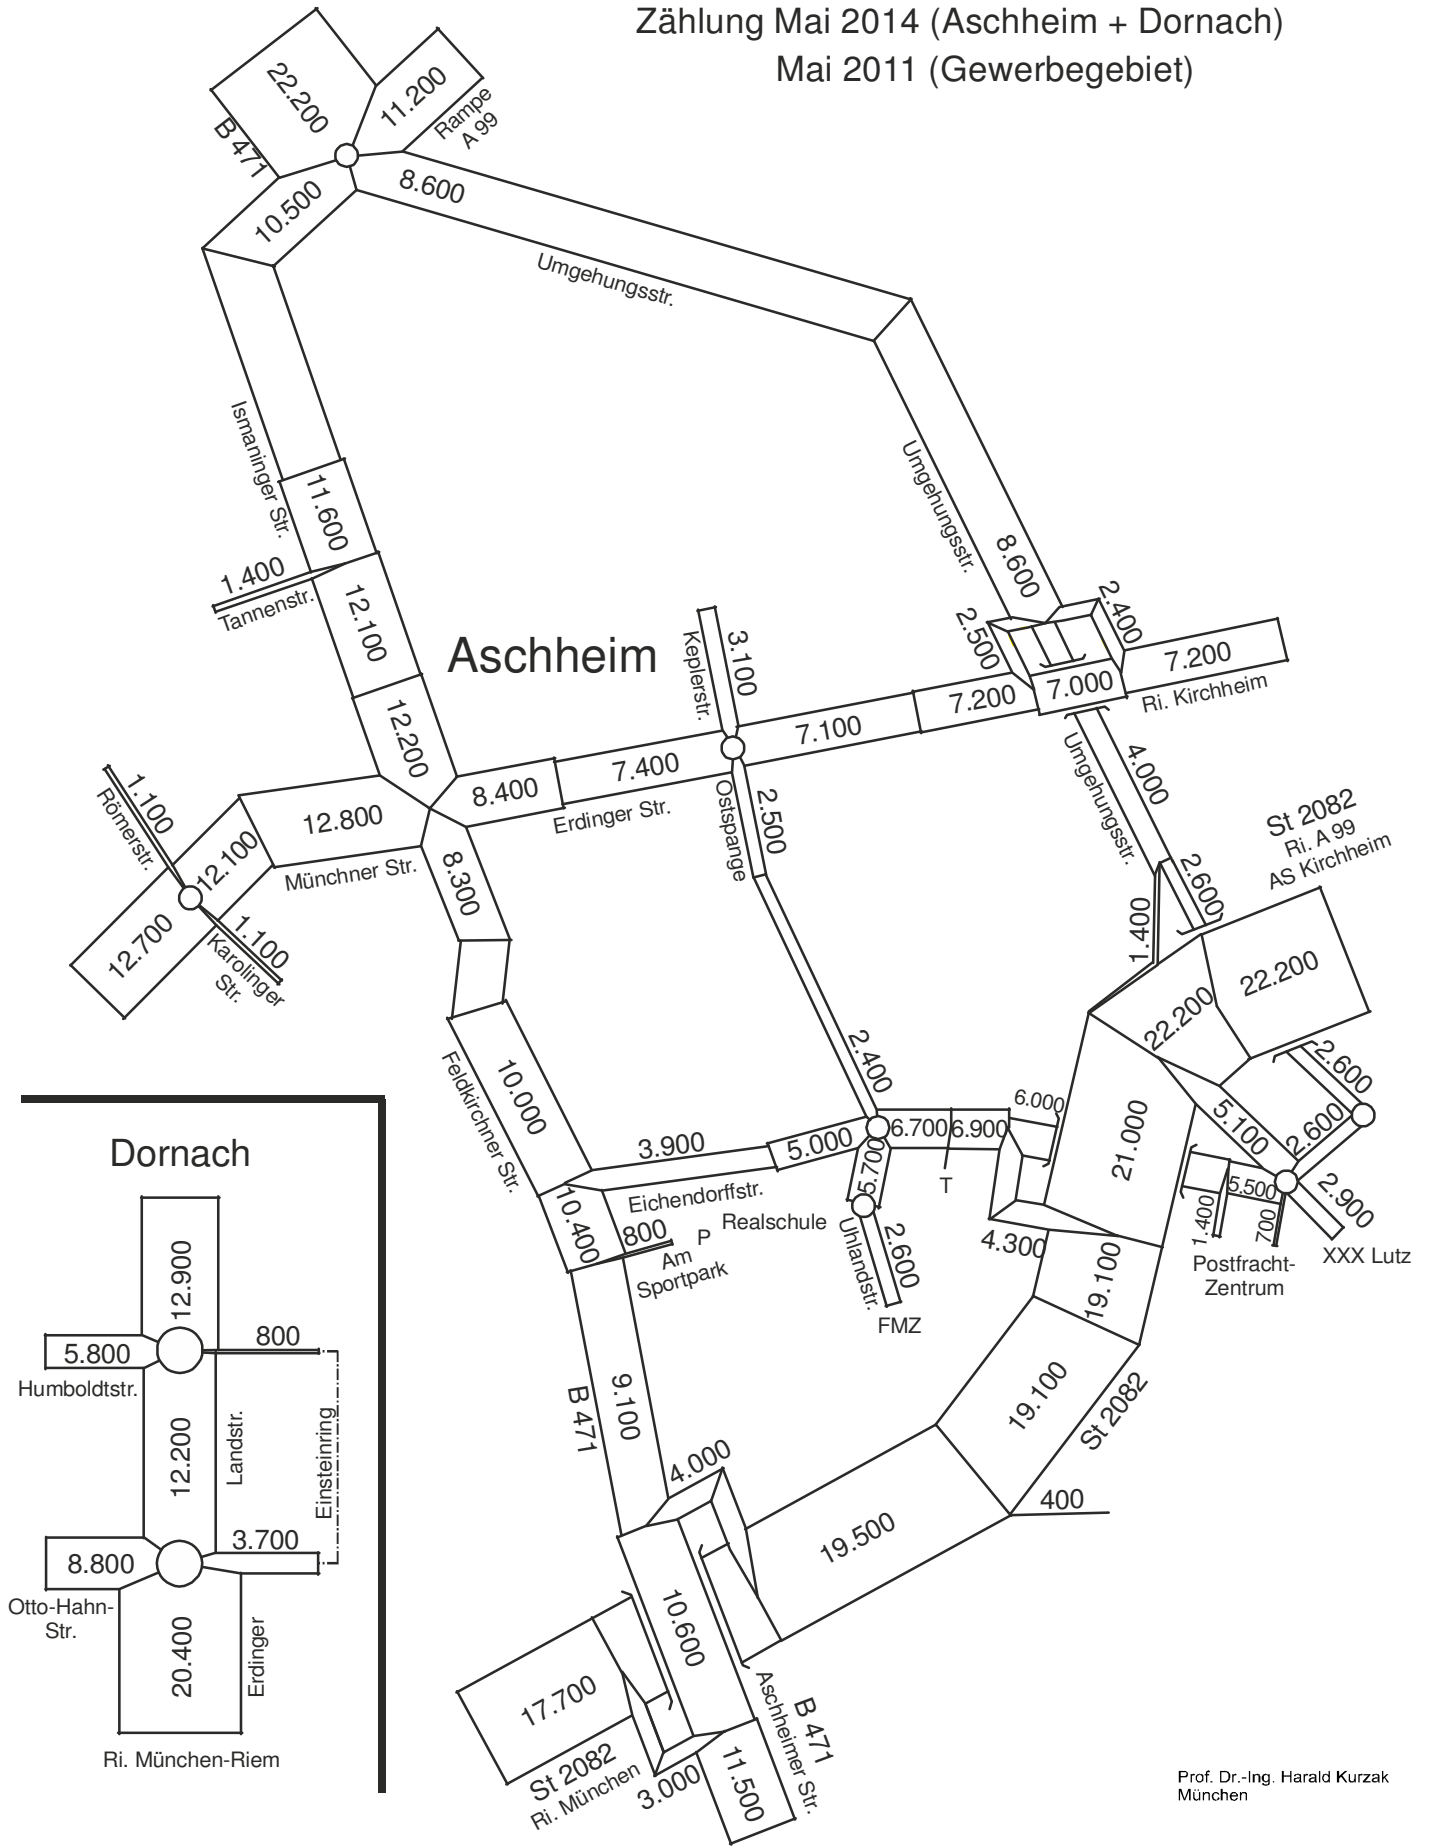 Zählung Mai 2014 (Aschheim + Dornach)
Mai 2011 (Gewerbegebiet)
22.200
11.200
Rampe
A 99
B 471
10.500
8.600
Umgehungsstr.
Ismaninger Str.
11.600
1.400
Tannenstr.
12.100
12.200
Umgehungsstr.
8.600
2.500
2.400
7.200
7.000
7.200
Ri. Kirchheim
Aschheim
Keplerstr.
3.100
7.100
7.400
8.400
Erdinger Str.
Ostspange
2.500
Umgehungsstr.
4.000
1.100
Römerstr.
12.100
12.800
Münchner Str.
8.300
12.700
1.100
Karolinger
Str.
St 2082
Ri. A 99
AS Kirchheim
2.600
1.400
22.200
22.200
2.400
Feldkirchner Str.
10.000
3.900
5.000
6.700
6.900
6.000
T
5.700
21.000
5.100
2.600
2.600
2.900
5.500
1.400
700
XXX Lutz
Postfracht-
Zentrum
Eichendorffstr.
Realschule
10.400
800
P
Am
Sportpark
Uhlandstr.
2.600
FMZ
4.300
19.100
19.100
St 2082
400
19.500
B 471
9.100
4.000
10.600
17.700
St 2082
Ri. München
3.000
11.500
B 471
Aschheimer Str.
Dornach
12.900
5.800
Humboldtstr.
800
12.200
Landstr.
Einsteinring
8.800
3.700
Otto-Hahn-
Str.
20.400
Erdinger
Ri. München-Riem
Prof. Dr.-Ing. Harald Kurzak
München